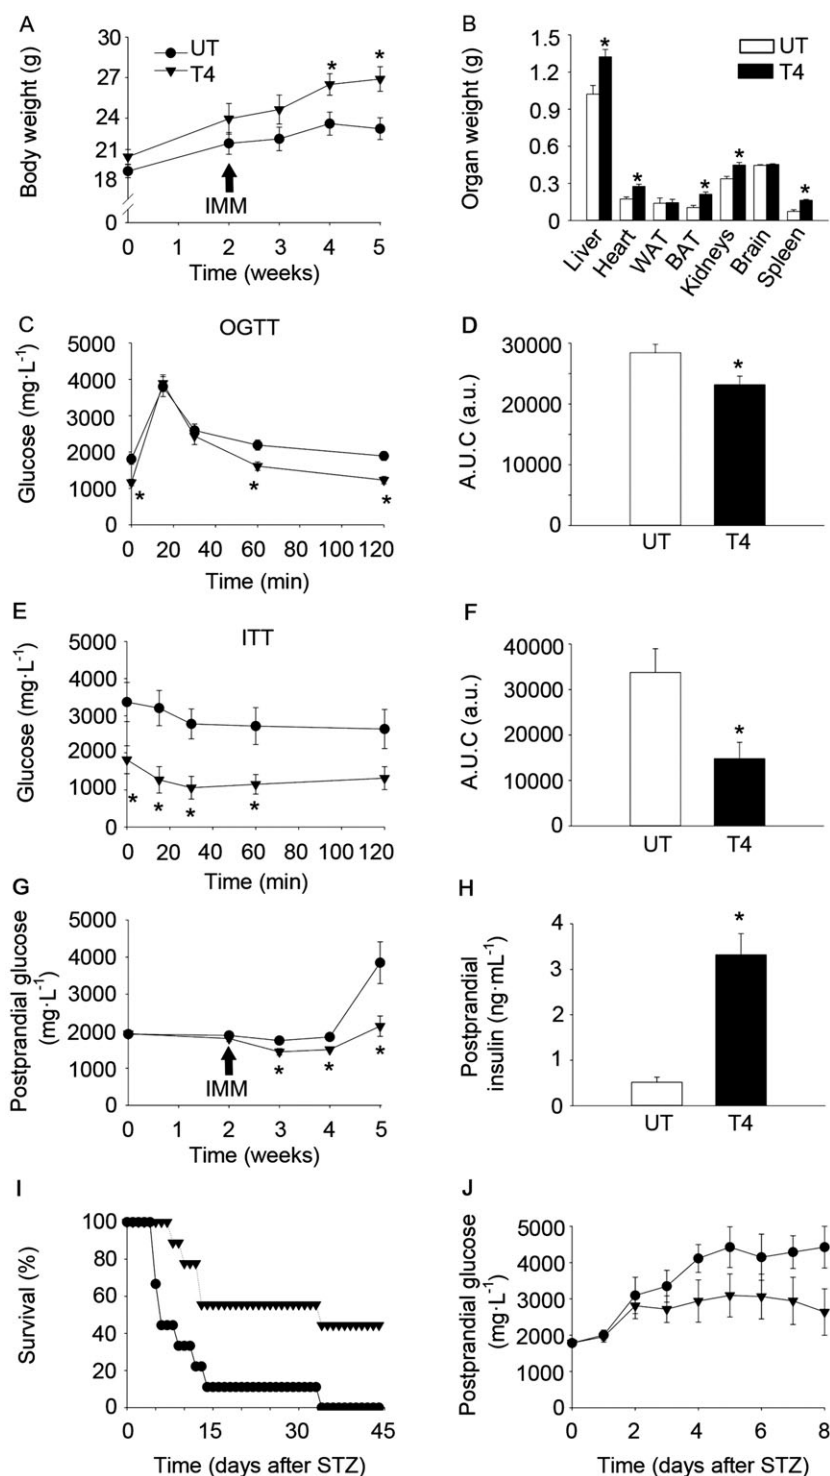 A
UT
T4
Body weight (g)
30
27
24
21
18
0
*
*
IMM
0 1 2 3 4 5
Time (weeks)
B
UT
T4
Organ weight (g)
1.5
1.2
0.9
0.6
0.3
0
* * * * *
Liver
Heart
WAT
BAT
Kidneys
Brain
Spleen
C
OGTT
Glucose (mg·L-1)
5000
4000
3000
2000
1000
0
* * *
0 20 40 60 80 100 120
Time (min)
D
A.U.C (a.u.)
30000
20000
10000
0
*
UT T4
E
ITT
Glucose (mg·L-1)
5000
4000
3000
2000
1000
0
* * * *
0 20 40 60 80 100 120
Time (min)
F
A.U.C (a.u.)
40000
30000
20000
10000
0
*
UT T4
G
Postprandial glucose
(mg·L-1)
5000
4000
3000
2000
1000
0
IMM
* * *
0 1 2 3 4 5
Time (weeks)
H
Postprandial
insulin (ng·mL-1)
4
3
2
1
0
*
UT T4
I
Survival (%)
100
80
60
40
20
0
0 15 30 45
Time (days after STZ)
J
Postprandial glucose
(mg·L-1)
5000
4000
3000
2000
1000
0
0 2 4 6 8
Time (days after STZ)